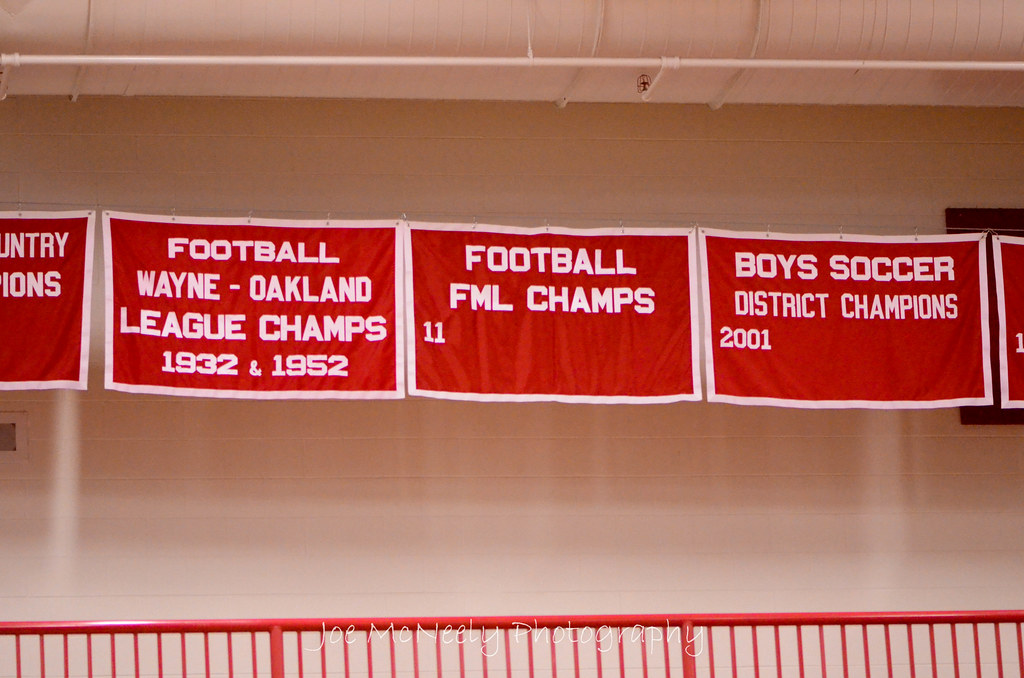 UNTRY
IONS
FOOTBALL
WAYNE - OAKLAND
LEAGUE CHAMPS
1932 & 1952
FOOTBALL
FML CHAMPS
11
BOYS SOCCER
DISTRICT CHAMPIONS
2001
1
Joe McNeely Photography